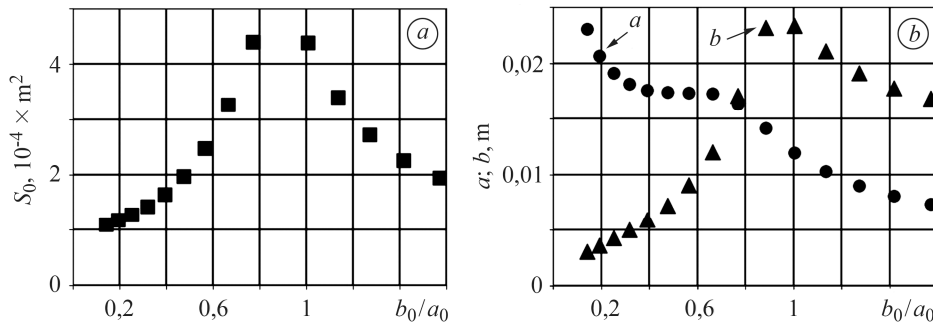 a
4
2
0
S₀, 10⁻⁴ × m²
0,2
0,6
1
b₀/a₀
b
a
b
0,02
0,01
0
a; b, m
0,2
0,6
1
b₀/a₀